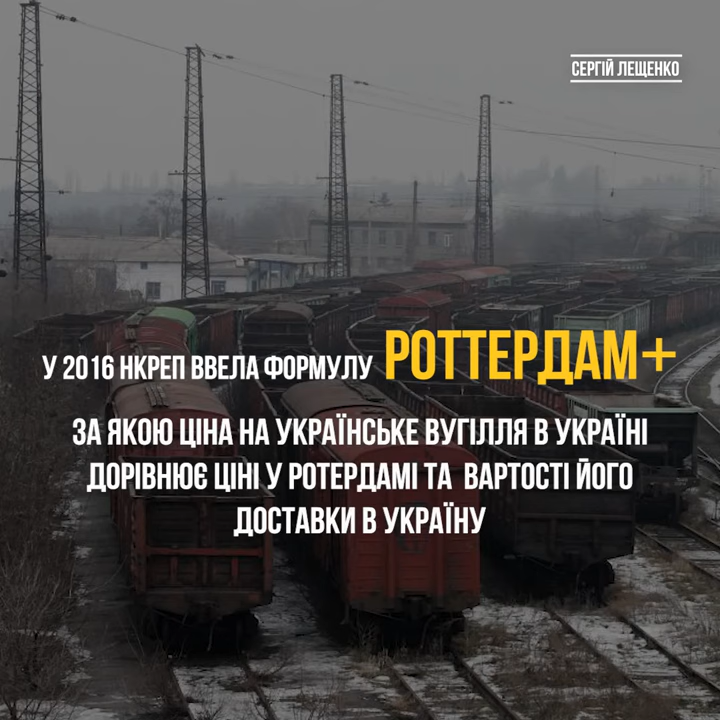 СЕРГІЙ ЛЕЩЕНКО
У 2016 НКРЕП ВВЕЛА ФОРМУЛУ РОТТЕРДАМ+
ЗА ЯКОЮ ЦІНА НА УКРАЇНСЬКЕ ВУГІЛЛЯ В УКРАЇНІ
ДОРІВНЮЄ ЦІНІ У РОТЕРДАМІ ТА ВАРТОСТІ ЙОГО
ДОСТАВКИ В УКРАЇНУ